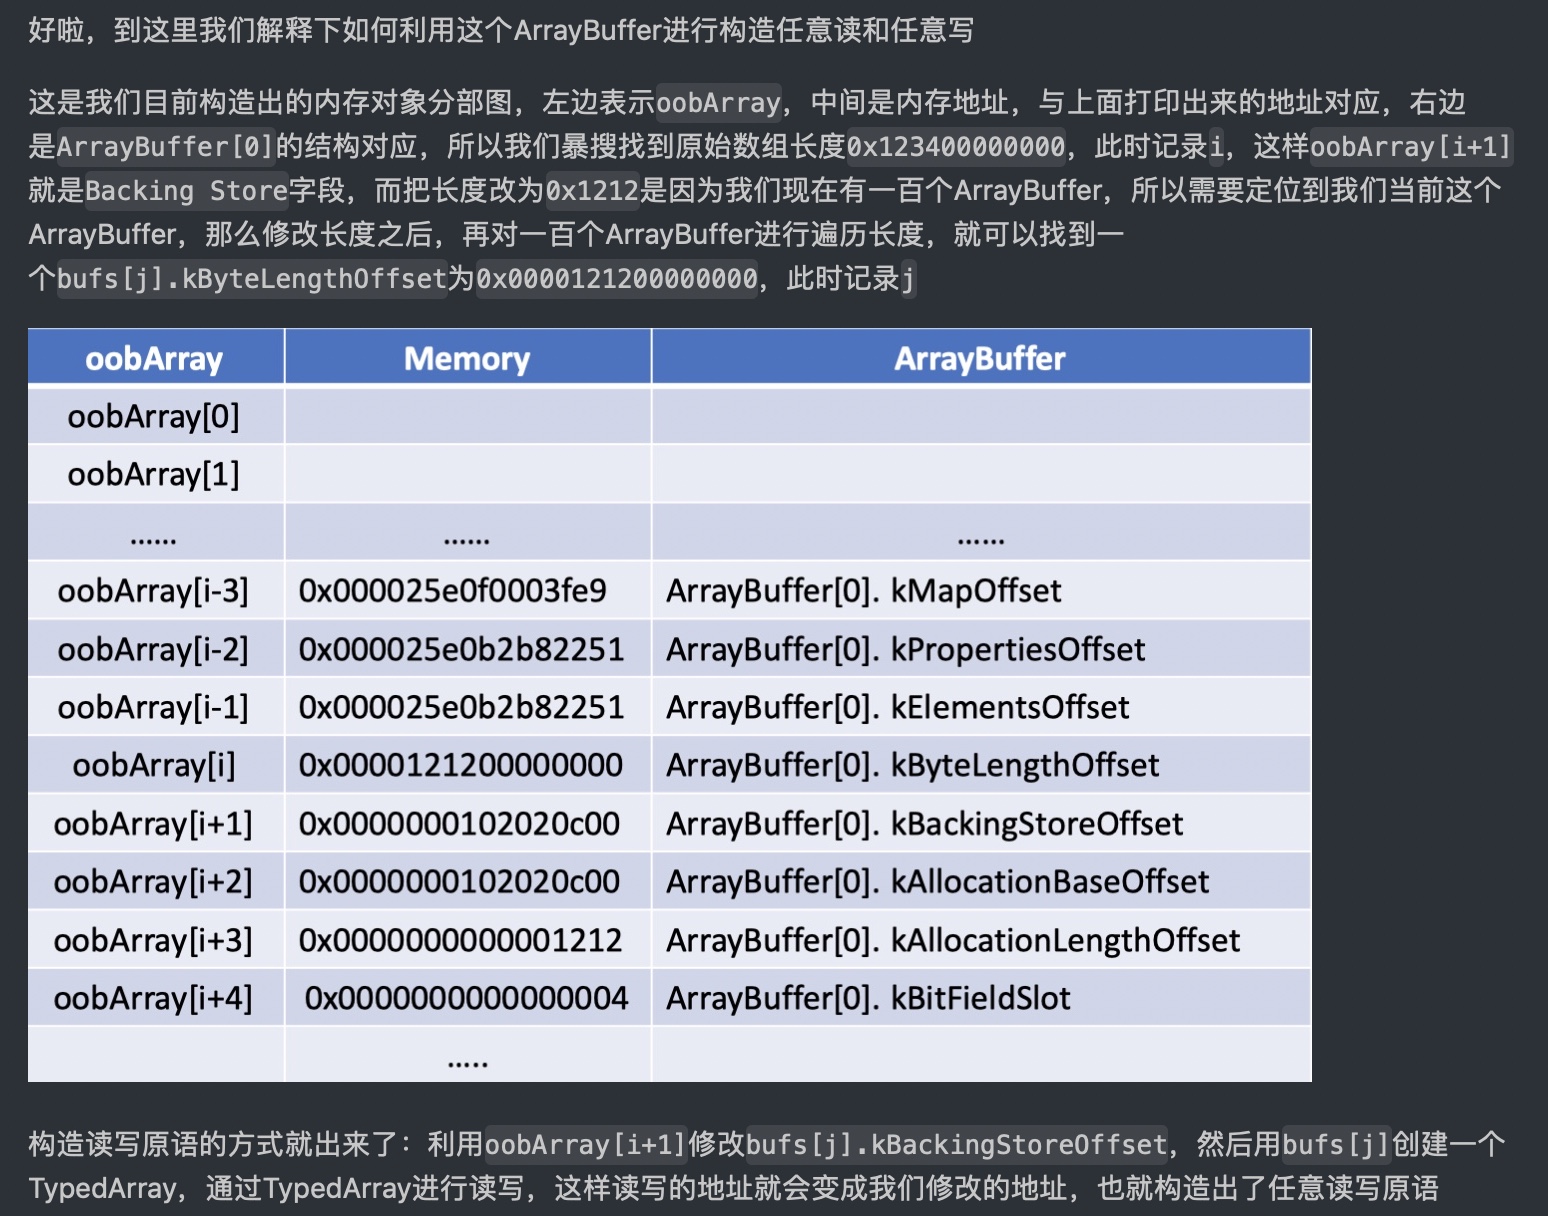 好啦，到这里我们解释下如何利用这个ArrayBuffer进行构造任意读和任意写
这是我们目前构造出的内存对象分部图，左边表示oobArray，中间是内存地址，与上面打印出来的地址对应，右边
是ArrayBuffer[0]的结构对应，所以我们暴搜找到原始数组长度0x123400000000，此时记录i，这样oobArray[i+1]
就是Backing Store字段，而把长度改为0x1212是因为我们现在有一百个ArrayBuffer，所以需要定位到我们当前这个
ArrayBuffer，那么修改长度之后，再对一百个ArrayBuffer进行遍历长度，就可以找到一
个bufs[j].kByteLengthOffset为0x0000121200000000，此时记录j
oobArray Memory ArrayBuffer
oobArray[0]
oobArray[1]
...... ...... ......
oobArray[i-3] 0x000025e0f0003fe9 ArrayBuffer[0]. kMapOffset
oobArray[i-2] 0x000025e0b2b82251 ArrayBuffer[0]. kPropertiesOffset
oobArray[i-1] 0x000025e0b2b82251 ArrayBuffer[0]. kElementsOffset
oobArray[i] 0x0000121200000000 ArrayBuffer[0]. kByteLengthOffset
oobArray[i+1] 0x0000000102020c00 ArrayBuffer[0]. kBackingStoreOffset
oobArray[i+2] 0x0000000102020c00 ArrayBuffer[0]. kAllocationBaseOffset
oobArray[i+3] 0x0000000000001212 ArrayBuffer[0]. kAllocationLengthOffset
oobArray[i+4] 0x0000000000000004 ArrayBuffer[0]. kBitFieldSlot
.....
构造读写原语的方式就出来了：利用oobArray[i+1]修改bufs[j].kBackingStoreOffset，然后用bufs[j]创建一个
TypedArray，通过TypedArray进行读写，这样读写的地址就会变成我们修改的地址，也就构造出了任意读写原语